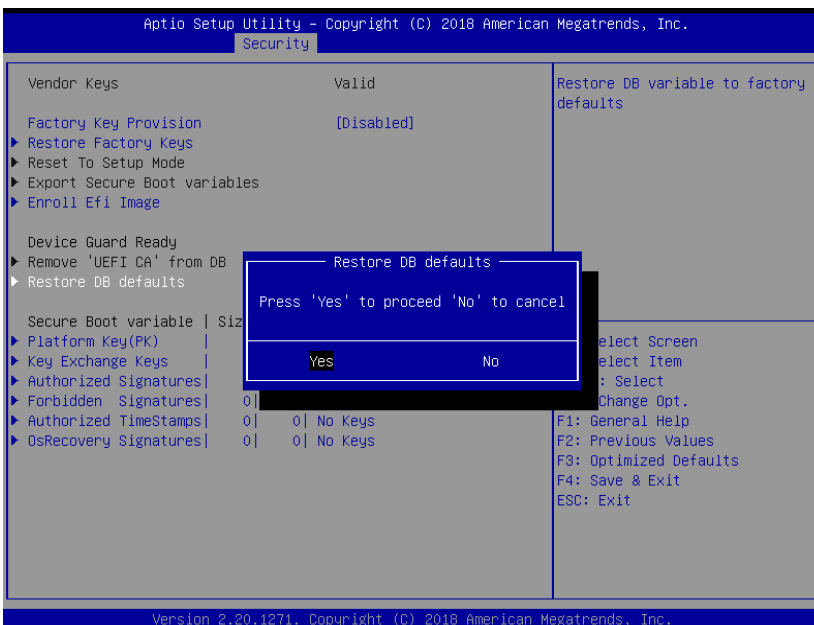 Aptio Setup Utility – Copyright (C) 2018 American Megatrends, Inc.
Security
Vendor Keys Valid
Factory Key Provision [Disabled]
Restore Factory Keys
Reset To Setup Mode
Export Secure Boot variables
Enroll Efi Image
Device Guard Ready
Remove 'UEFI CA' from DB
Restore DB defaults
Secure Boot variable | Siz
Platform Key(PK) |
Key Exchange Keys |
Authorized Signatures|
Forbidden Signatures| 0|
Authorized TimeStamps| 0| 0| No Keys
OsRecovery Signatures| 0| 0| No Keys
Restore DB defaults
Press 'Yes' to proceed 'No' to cancel
Yes No
Restore DB variable to factory
defaults
elect Screen
elect Item
: Select
Change Opt.
F1: General Help
F2: Previous Values
F3: Optimized Defaults
F4: Save & Exit
ESC: Exit
Version 2.20.1271. Copyright (C) 2018 American Megatrends, Inc.